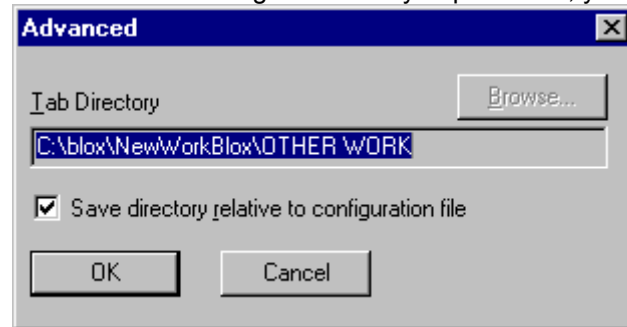 Advanced
Tab Directory
Browse...
C:\blox\NewWorkBlox\OTHER WORK
Save directory relative to configuration file
OK
Cancel